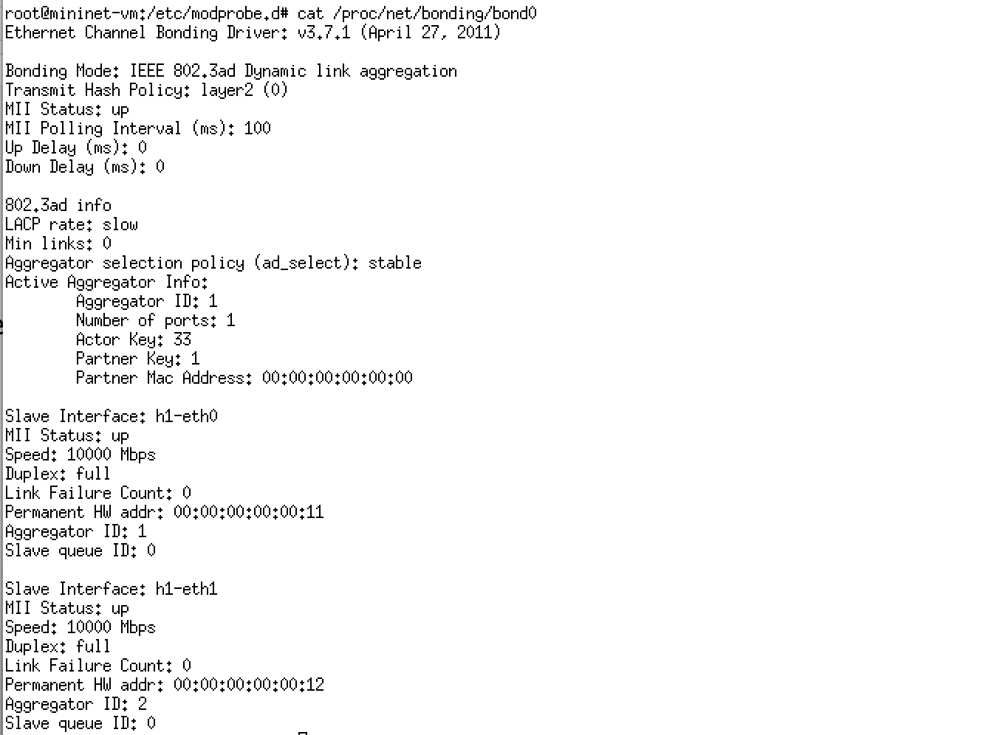 root@mininet-vm:/etc/modprobe.d# cat /proc/net/bonding/bond0
Ethernet Channel Bonding Driver: v3.7.1 (April 27, 2011)

Bonding Mode: IEEE 802.3ad Dynamic link aggregation
Transmit Hash Policy: layer2 (0)
MII Status: up
MII Polling Interval (ms): 100
Up Delay (ms): 0
Down Delay (ms): 0

802.3ad info
LACP rate: slow
Min links: 0
Aggregator selection policy (ad_select): stable
Active Aggregator Info:
        Aggregator ID: 1
        Number of ports: 1
        Actor Key: 33
        Partner Key: 1
        Partner Mac Address: 00:00:00:00:00:00

Slave Interface: h1-eth0
MII Status: up
Speed: 10000 Mbps
Duplex: full
Link Failure Count: 0
Permanent HW addr: 00:00:00:00:00:11
Aggregator ID: 1
Slave queue ID: 0

Slave Interface: h1-eth1
MII Status: up
Speed: 10000 Mbps
Duplex: full
Link Failure Count: 0
Permanent HW addr: 00:00:00:00:00:12
Aggregator ID: 2
Slave queue ID: 0